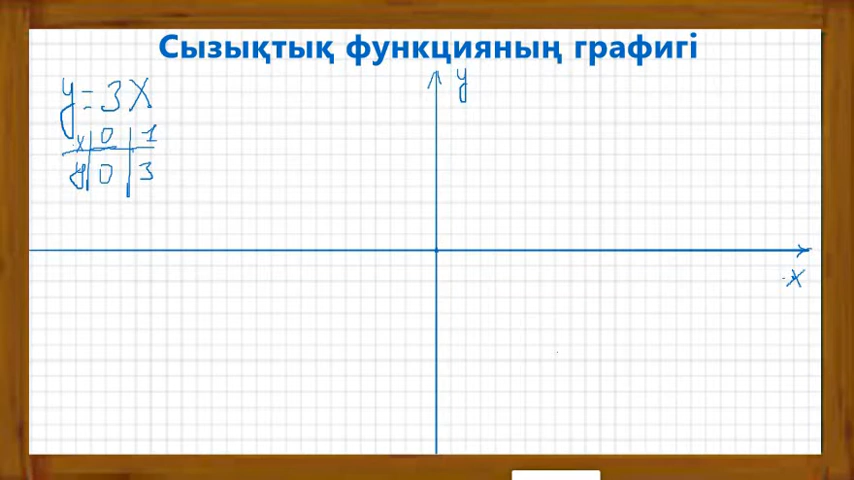 Сызықтық функцияның графигі
y
y = 3x
x 0 1
y 0 3
x